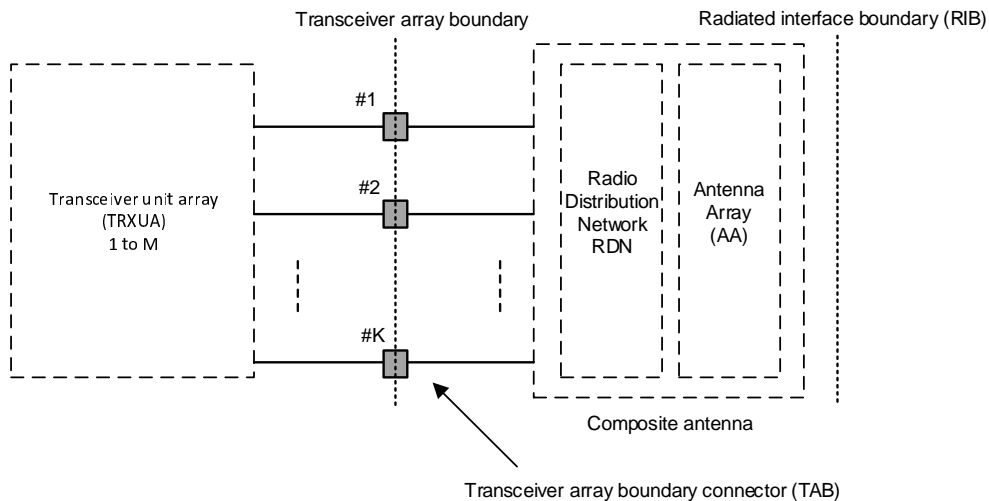 Transceiver array boundary
Radiated interface boundary (RIB)
#1
#2
#K
Transceiver unit array
(TRXUA)
1 to M
Radio
Distribution
Network
RDN
Antenna
Array
(AA)
Composite antenna
Transceiver array boundary connector (TAB)